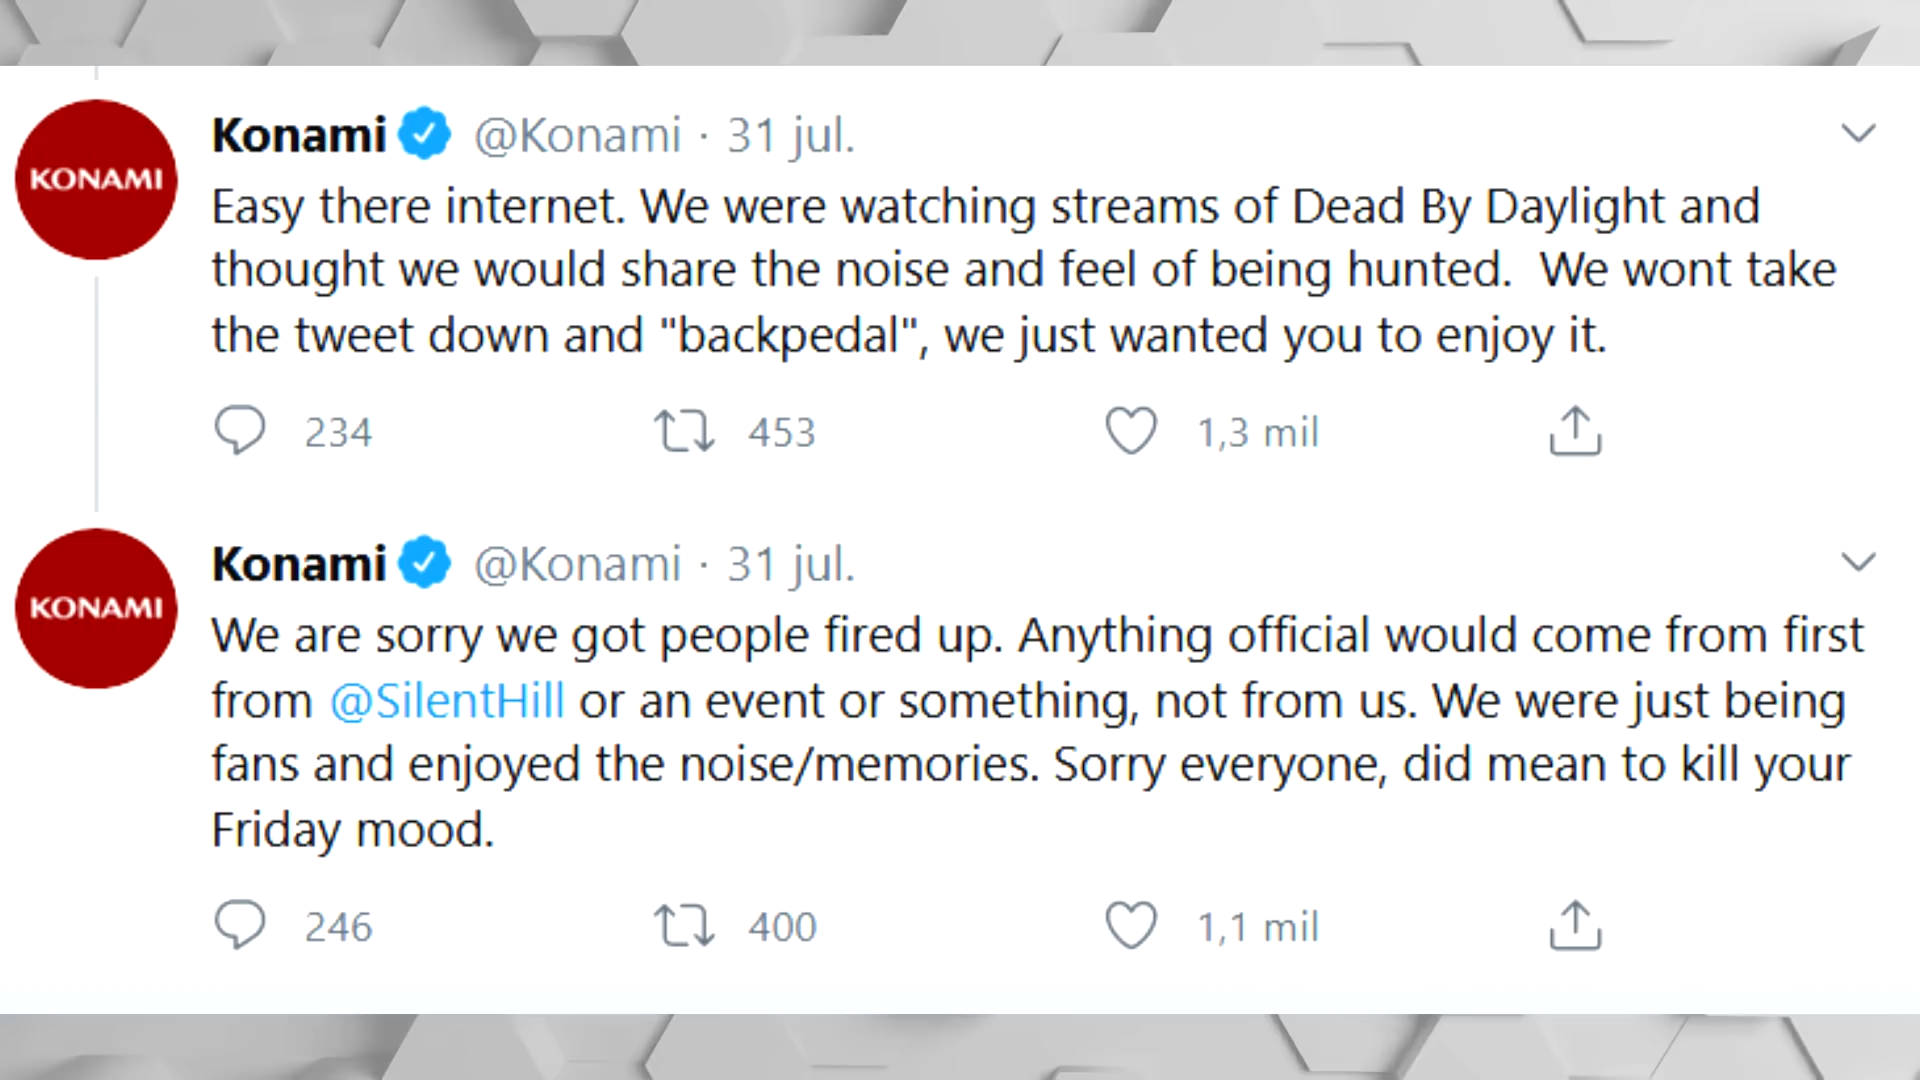 Konami @Konami · 31 jul.
KONAMI
Easy there internet. We were watching streams of Dead By Daylight and
thought we would share the noise and feel of being hunted.  We wont take
the tweet down and "backpedal", we just wanted you to enjoy it.
234 453 1,3 mil
Konami @Konami · 31 jul.
KONAMI
We are sorry we got people fired up. Anything official would come from first
from @SilentHill or an event or something, not from us. We were just being
fans and enjoyed the noise/memories. Sorry everyone, did mean to kill your
Friday mood.
246 400 1,1 mil